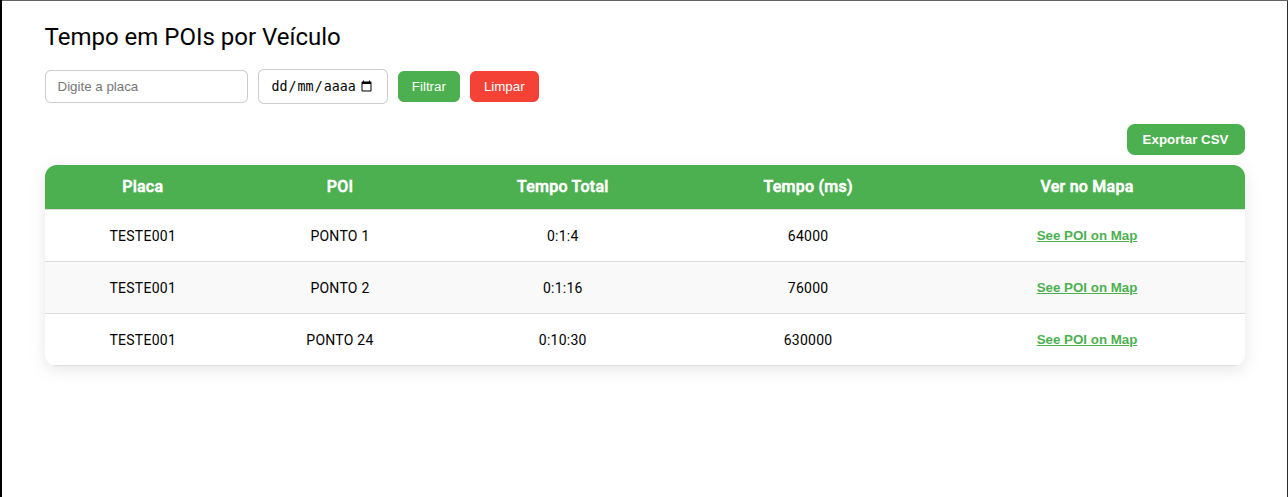 Tempo em POIs por Veículo
Digite a placa dd/mm/aaaa Filtrar Limpar
Exportar CSV
Placa POI Tempo Total Tempo (ms) Ver no Mapa
TESTE001 PONTO 1 0:1:4 64000 See POI on Map
TESTE001 PONTO 2 0:1:16 76000 See POI on Map
TESTE001 PONTO 24 0:10:30 630000 See POI on Map